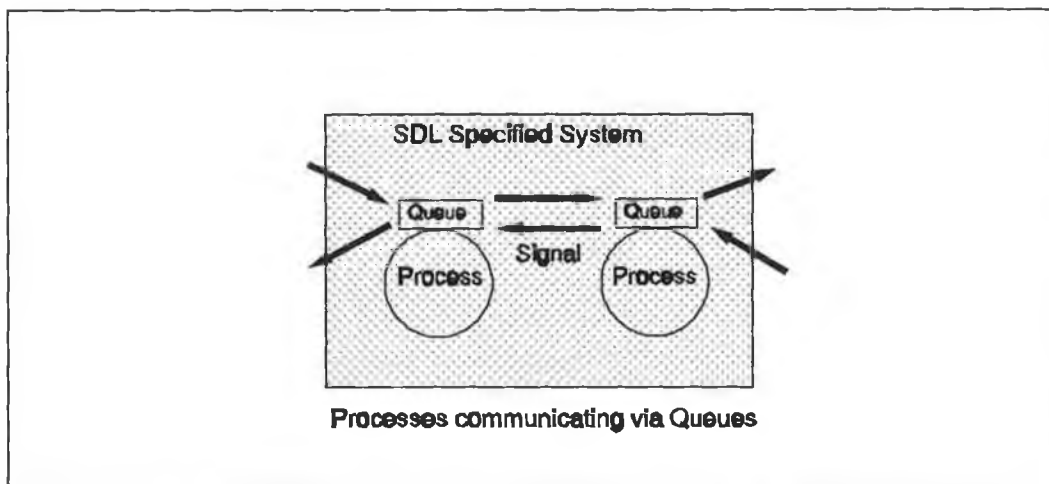 SDL Specified System
Queue
Queue
Signal
Process
Process
Processes communicating via Queues